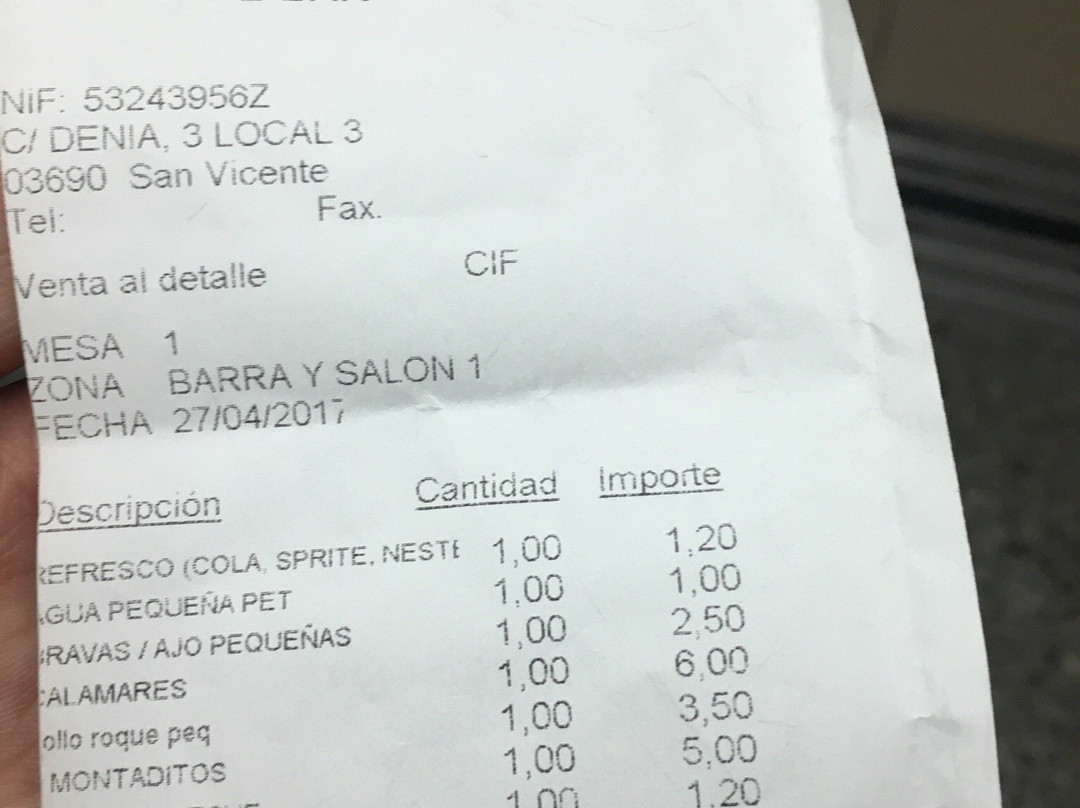 NIF: 53243956Z
C/ DENIA, 3 LOCAL 3
03690 San Vicente
Tel: Fax.
Venta al detalle CIF
MESA 1
ZONA BARRA Y SALON 1
FECHA 27/04/2017
Descripción Cantidad Importe
REFRESCO (COLA, SPRITE, NESTE 1,00 1,20
AGUA PEQUEÑA PET 1,00 1,00
BRAVAS / AJO PEQUEÑAS 1,00 2,50
CALAMARES 1,00 6,00
ollo roque peq 1,00 3,50
MONTADITOS 1,00 5,00
1,00 1,20